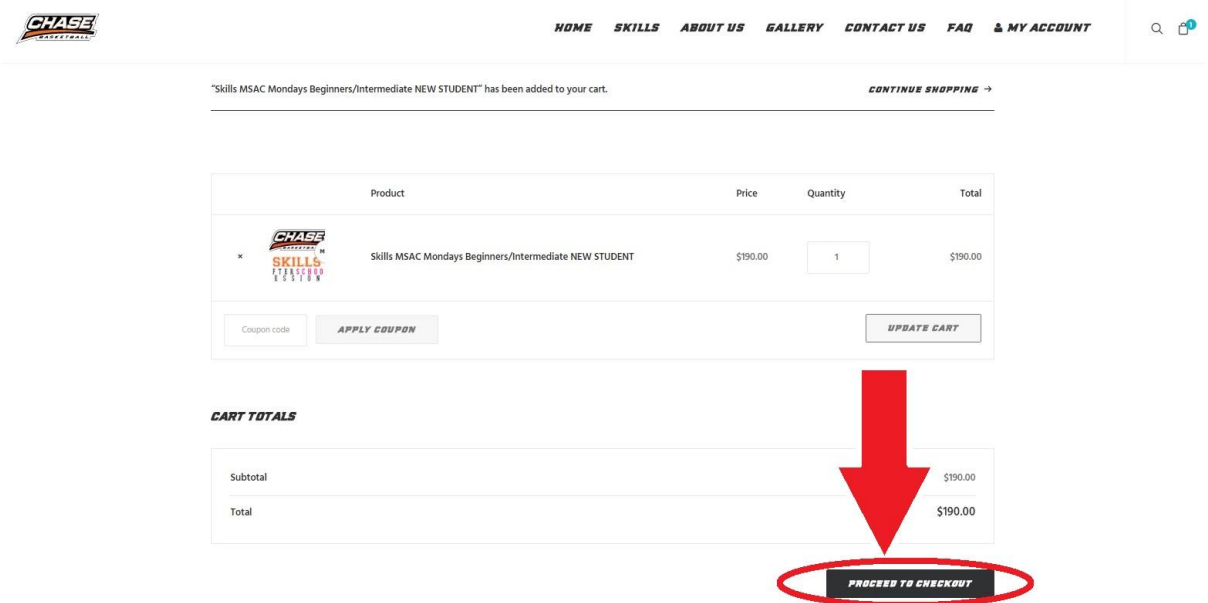 CHASE
BASKETBALL
HOME SKILLS ABOUT US GALLERY CONTACT US FAQ MY ACCOUNT
1
“Skills MSAC Mondays Beginners/Intermediate NEW STUDENT” has been added to your cart.
CONTINUE SHOPPING →
Product Price Quantity Total
×
CHASE
SKILLS
Skills MSAC Mondays Beginners/Intermediate NEW STUDENT $190.00 1 $190.00
Coupon code APPLY COUPON UPDATE CART
CART TOTALS
Subtotal $190.00
Total $190.00
PROCEED TO CHECKOUT